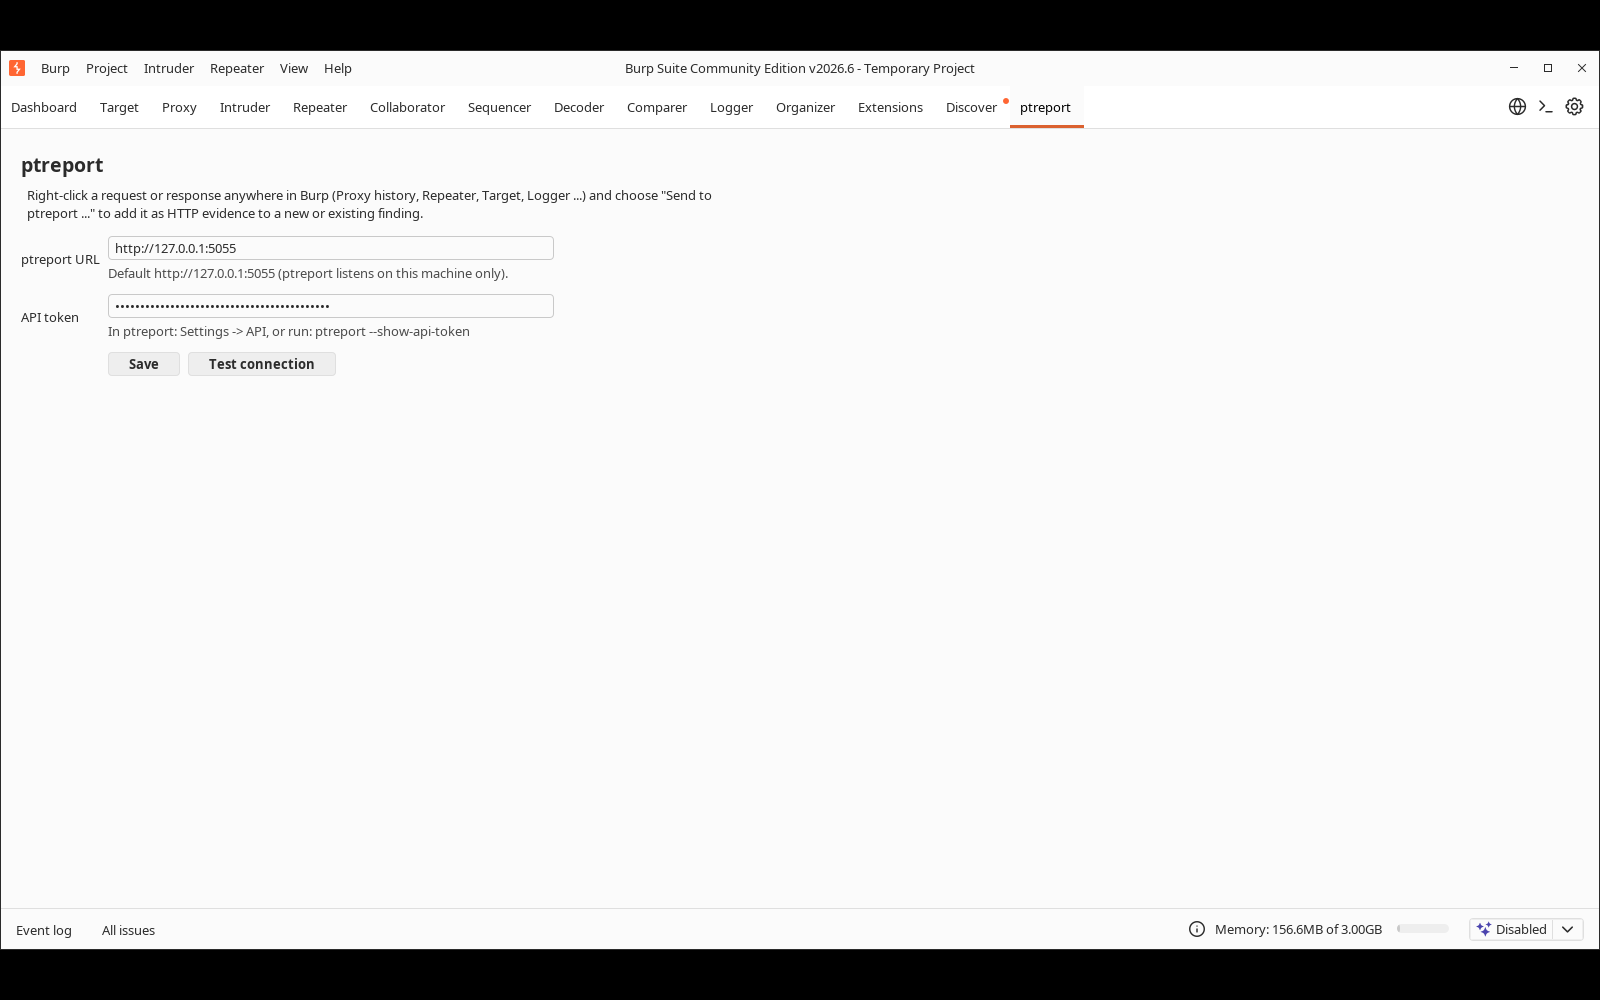 Burp Project Intruder Repeater View Help Burp Suite Community Edition v2026.6 - Temporary Project
Dashboard Target Proxy Intruder Repeater Collaborator Sequencer Decoder Comparer Logger Organizer Extensions Discover ptreport
ptreport
Right-click a request or response anywhere in Burp (Proxy history, Repeater, Target, Logger ...) and choose "Send to
ptreport ..." to add it as HTTP evidence to a new or existing finding.
ptreport URL http://127.0.0.1:5055
Default http://127.0.0.1:5055 (ptreport listens on this machine only).
API token •••••••••••••••••••••••••••••••••••••••••••
In ptreport: Settings -> API, or run: ptreport --show-api-token
Save Test connection
Event log All issues Memory: 156.6MB of 3.00GB Disabled